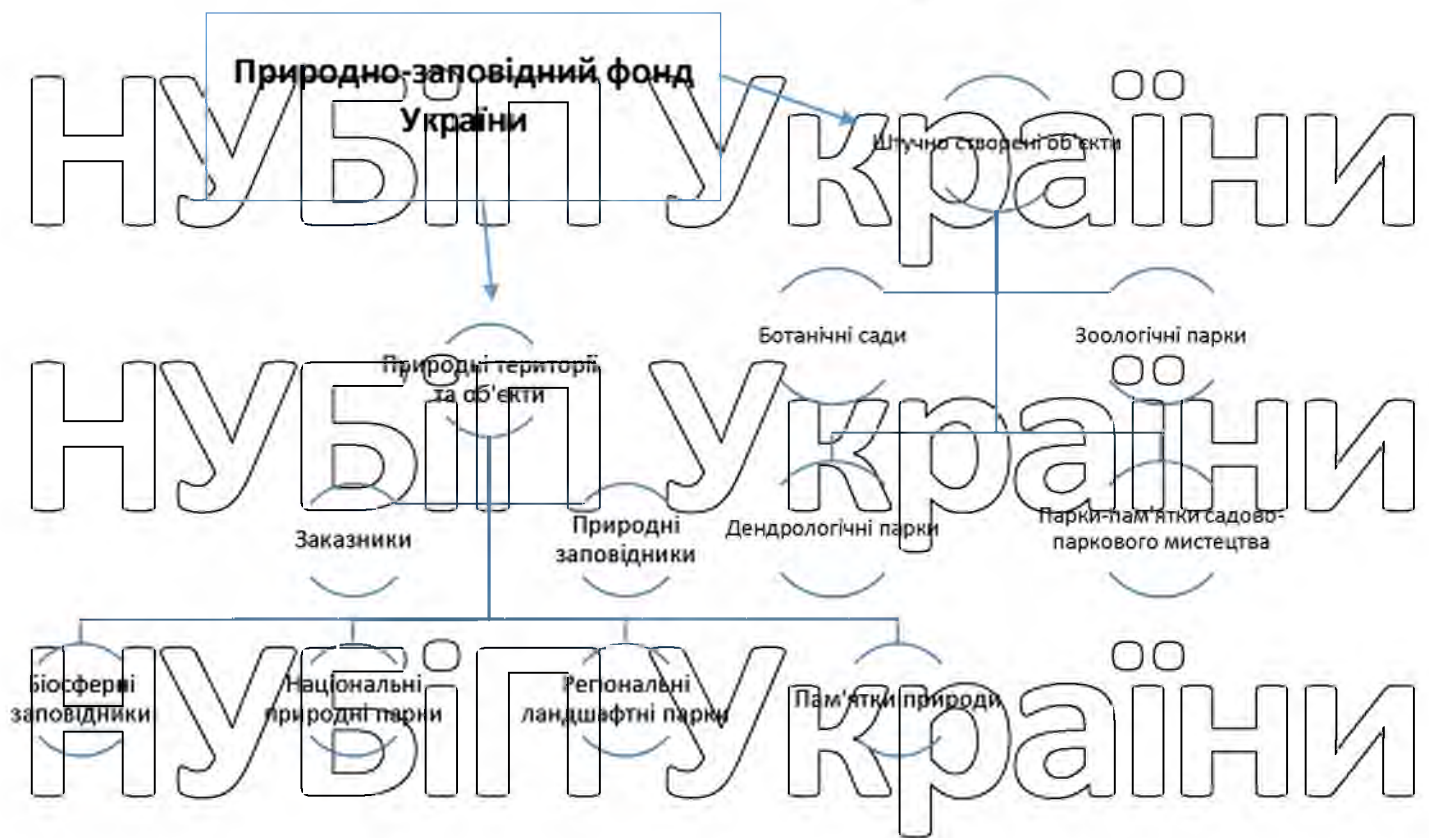 Природно-заповідний фонд
України
НУБіП України
Штучно створені об'єкти
Ботанічні сади
Зоологічні парки
Природні території
та об'єкти
НУБіП України
Заказники
Природні
заповідники
Дендрологічні парки
Парки-пам'ятки садово-
паркового мистецтва
НУБіП України
Біосферні
заповідники
Національні
природні парки
Регіональні
ландшафтні парки
Пам'ятки природи